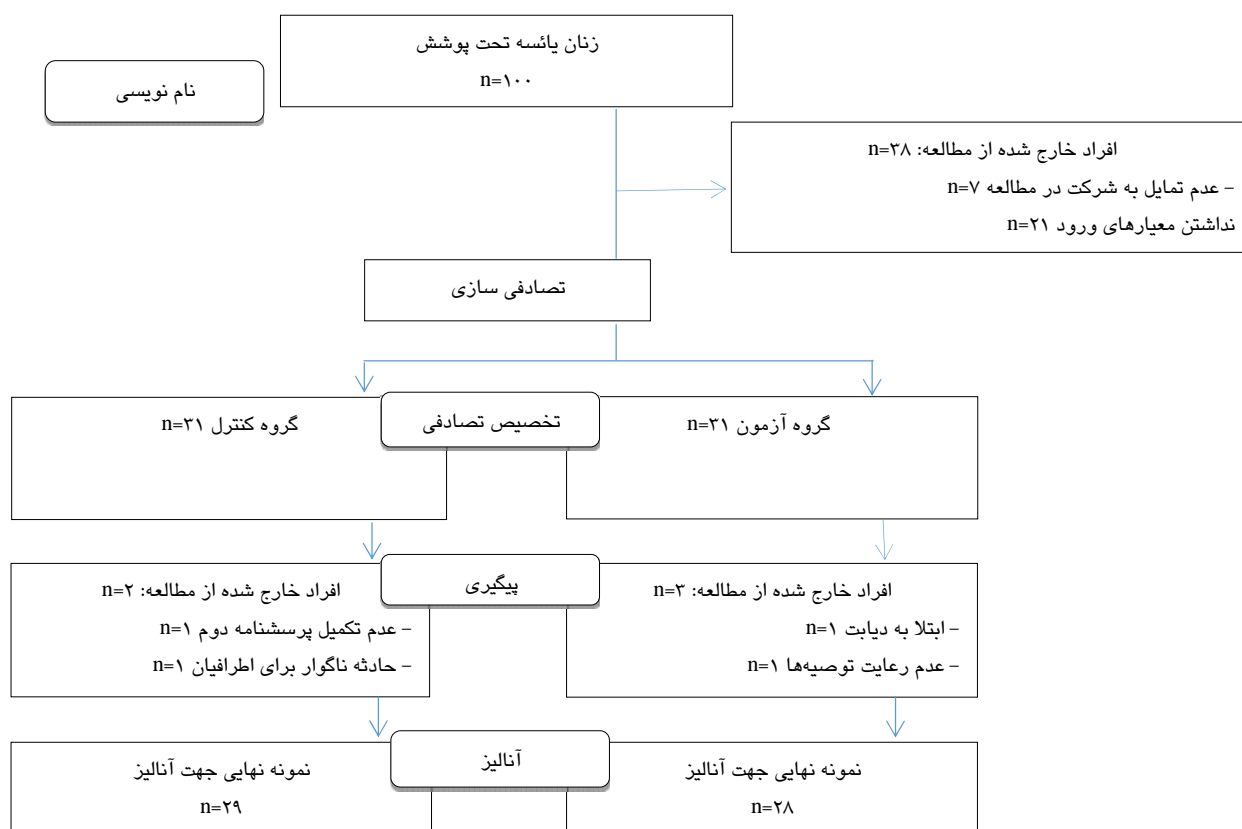 زنان یائسه تحت پوشش
n=۱۰۰
نام نویسی
افراد خارج شده از مطالعه: n=۳۸
– عدم تمایل به شرکت در مطالعه n=۷
نداشتن معیارهای ورود n=۲۱
تصادفی سازی
گروه آزمون n=۳۱
تخصیص تصادفی
گروه کنترل n=۳۱
افراد خارج شده از مطالعه: n=۳
– ابتلا به دیابت n=۱
– عدم رعایت توصیه‌ها n=۱
پیگیری
افراد خارج شده از مطالعه: n=۲
– عدم تکمیل پرسشنامه دوم n=۱
– حادثه ناگوار برای اطرافیان n=۱
نمونه نهایی جهت آنالیز
n=۲۸
آنالیز
نمونه نهایی جهت آنالیز
n=۲۹